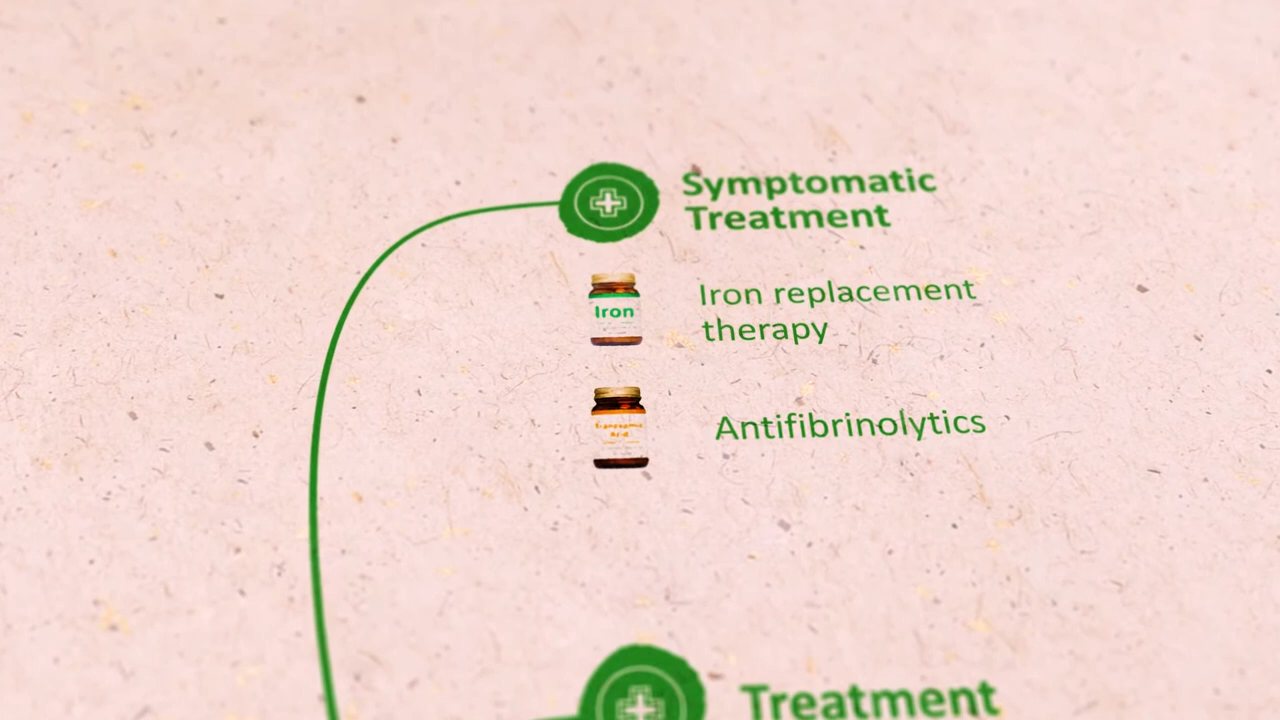 Symptomatic
Treatment
Iron
Iron replacement
therapy
Antifibrinolytics
Treatment